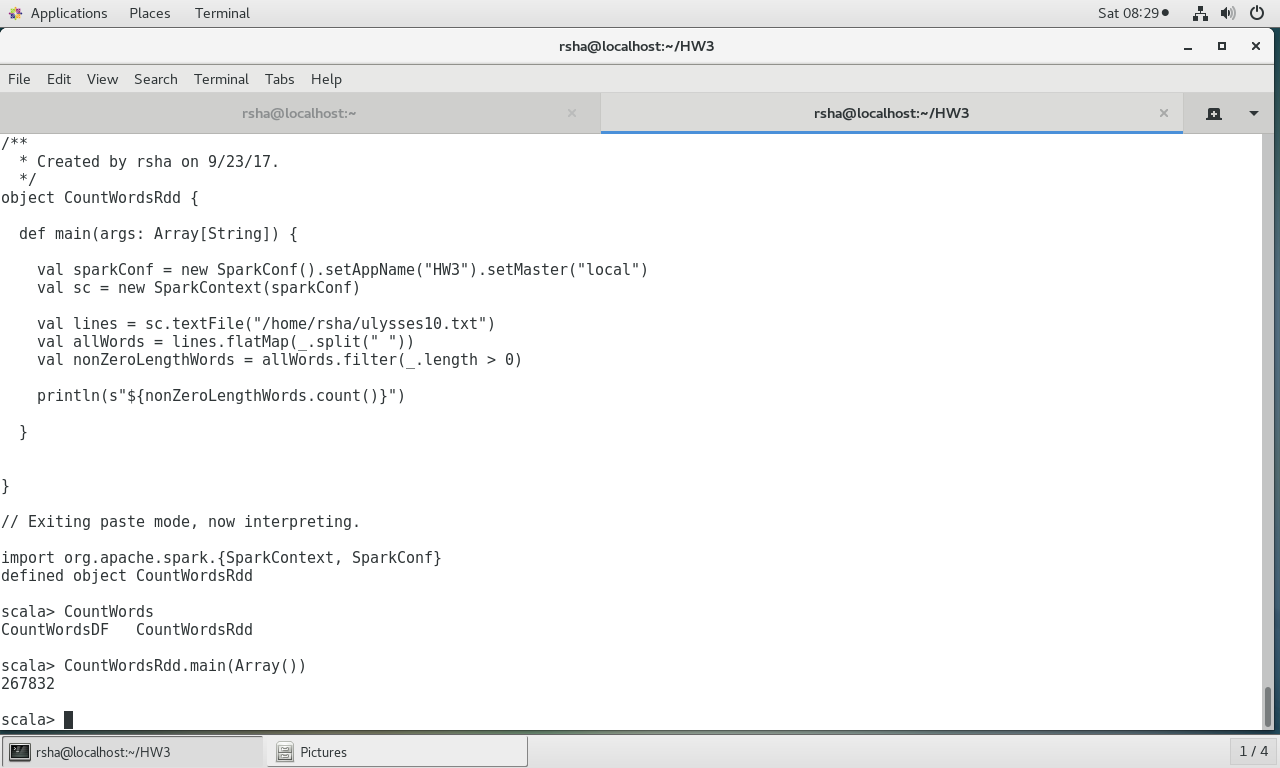 Applications Places Terminal Sat 08:29
rsha@localhost:~/HW3
File Edit View Search Terminal Tabs Help
rsha@localhost:~ rsha@localhost:~/HW3
/**
  * Created by rsha on 9/23/17.
  */
object CountWordsRdd {
  def main(args: Array[String]) {
    val sparkConf = new SparkConf().setAppName("HW3").setMaster("local")
    val sc = new SparkContext(sparkConf)
    val lines = sc.textFile("/home/rsha/ulysses10.txt")
    val allWords = lines.flatMap(_.split(" "))
    val nonZeroLengthWords = allWords.filter(_.length > 0)
    println(s"${nonZeroLengthWords.count()}")
  }
}
// Exiting paste mode, now interpreting.
import org.apache.spark.{SparkContext, SparkConf}
defined object CountWordsRdd
scala> CountWords
CountWordsDF   CountWordsRdd
scala> CountWordsRdd.main(Array())
267832
scala>
rsha@localhost:~/HW3 Pictures 1 / 4